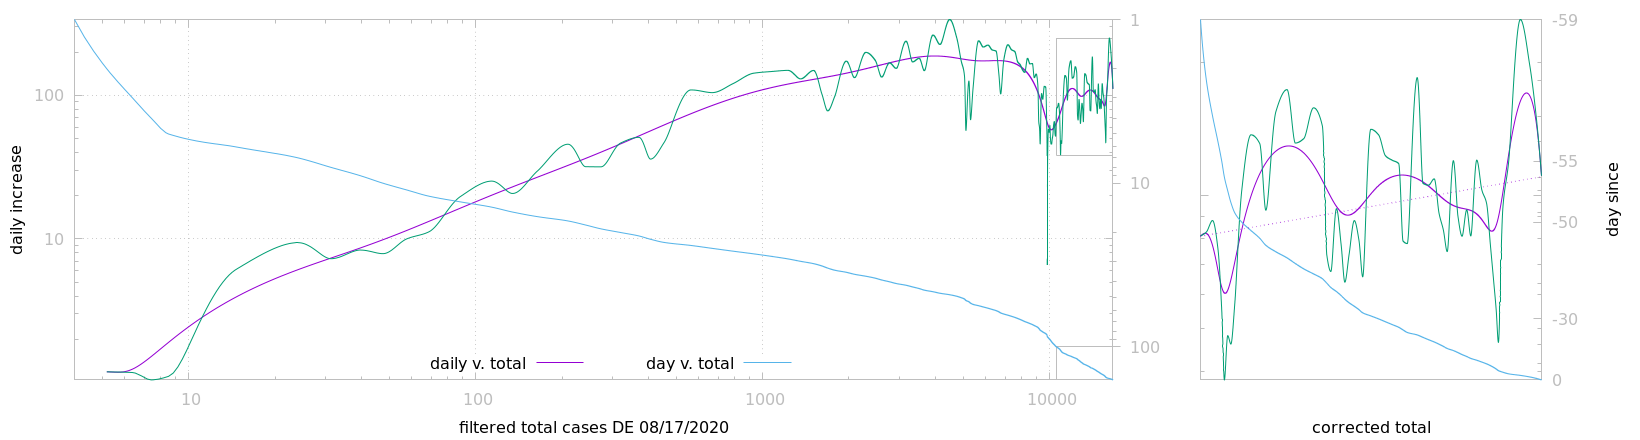 daily increase
100
10
daily v. total
day v. total
10
100
1000
10000
filtered total cases DE 08/17/2020
1
10
100
-59
-55
-50
-30
0
day since
corrected total